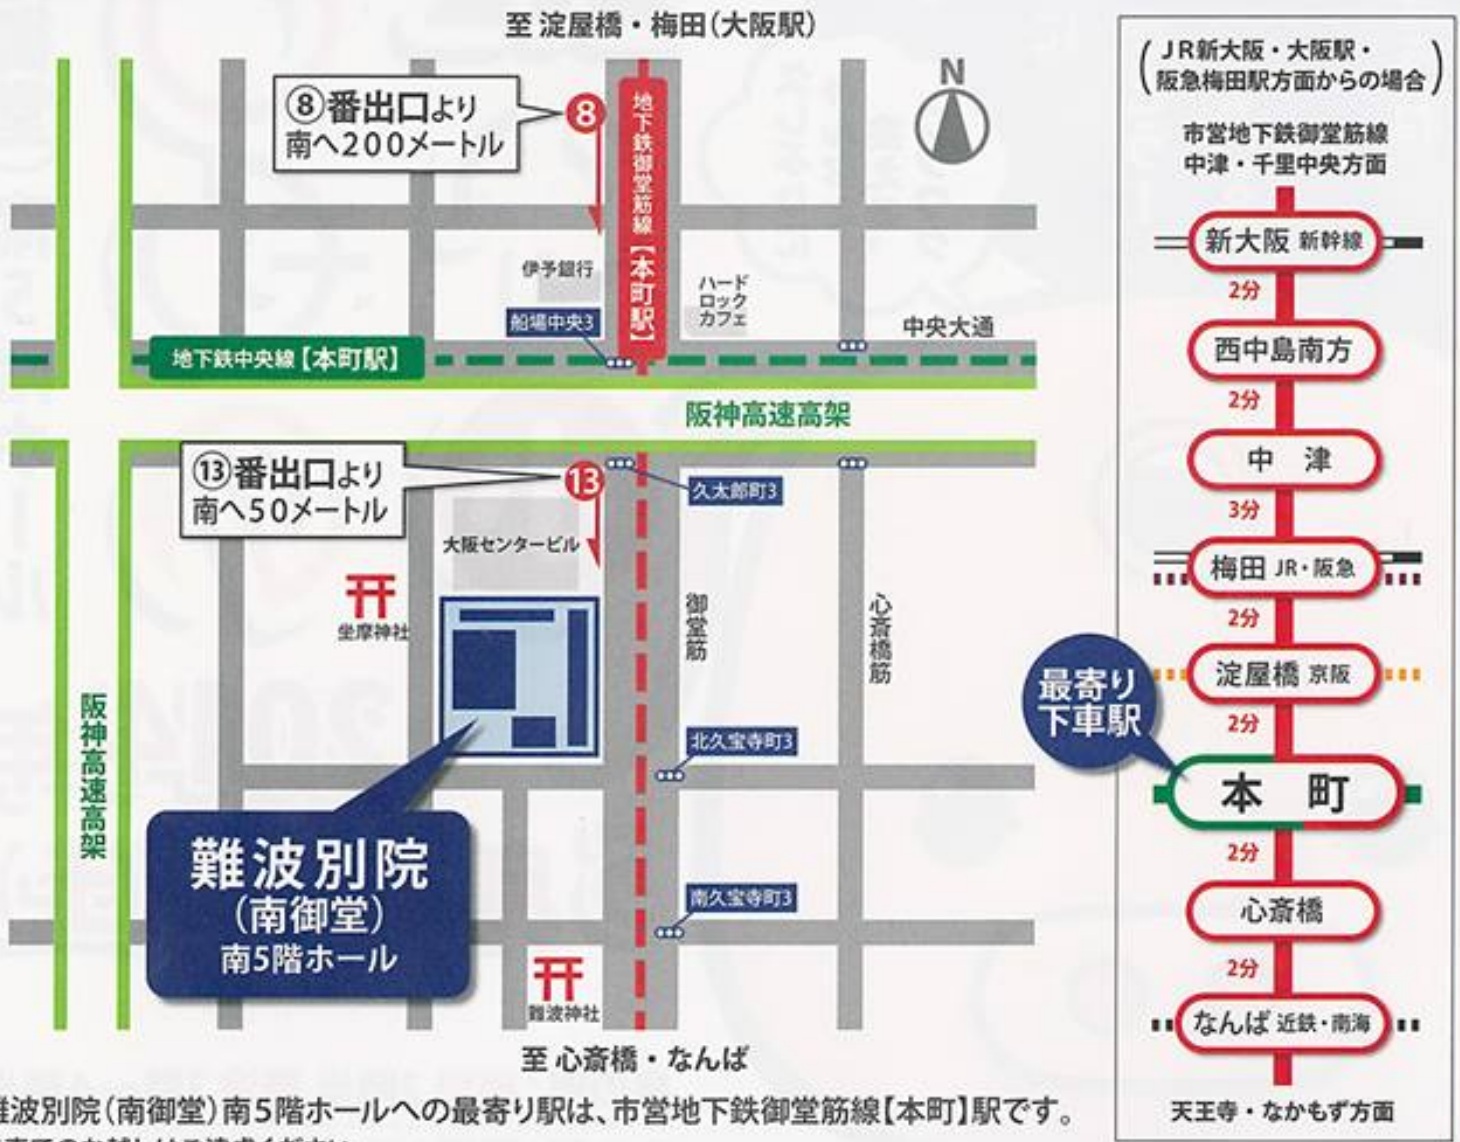 至 淀屋橋・梅田(大阪駅)
⑧番出口より
南へ200メートル
8
地下鉄御堂筋線【本町駅】
N
伊予銀行
ハード
ロック
カフェ
船場中央3
中央大通
地下鉄中央線【本町駅】
阪神高速高架
⑬番出口より
南へ50メートル
13
久太郎町3
大阪センタービル
坐摩神社
御堂筋
心斎橋筋
阪神高速高架
北久宝寺町3
難波別院
(南御堂)
南5階ホール
南久宝寺町3
難波神社
至 心斎橋・なんば
(JR新大阪・大阪駅・
阪急梅田駅方面からの場合)
市営地下鉄御堂筋線
中津・千里中央方面
新大阪 新幹線
2分
西中島南方
2分
中 津
3分
梅田 JR・阪急
2分
淀屋橋 京阪
2分
最寄り
下車駅
本 町
2分
心斎橋
2分
なんば 近鉄・南海
天王寺・なかもず方面
難波別院(南御堂)南5階ホールへの最寄り駅は、市営地下鉄御堂筋線【本町】駅です。